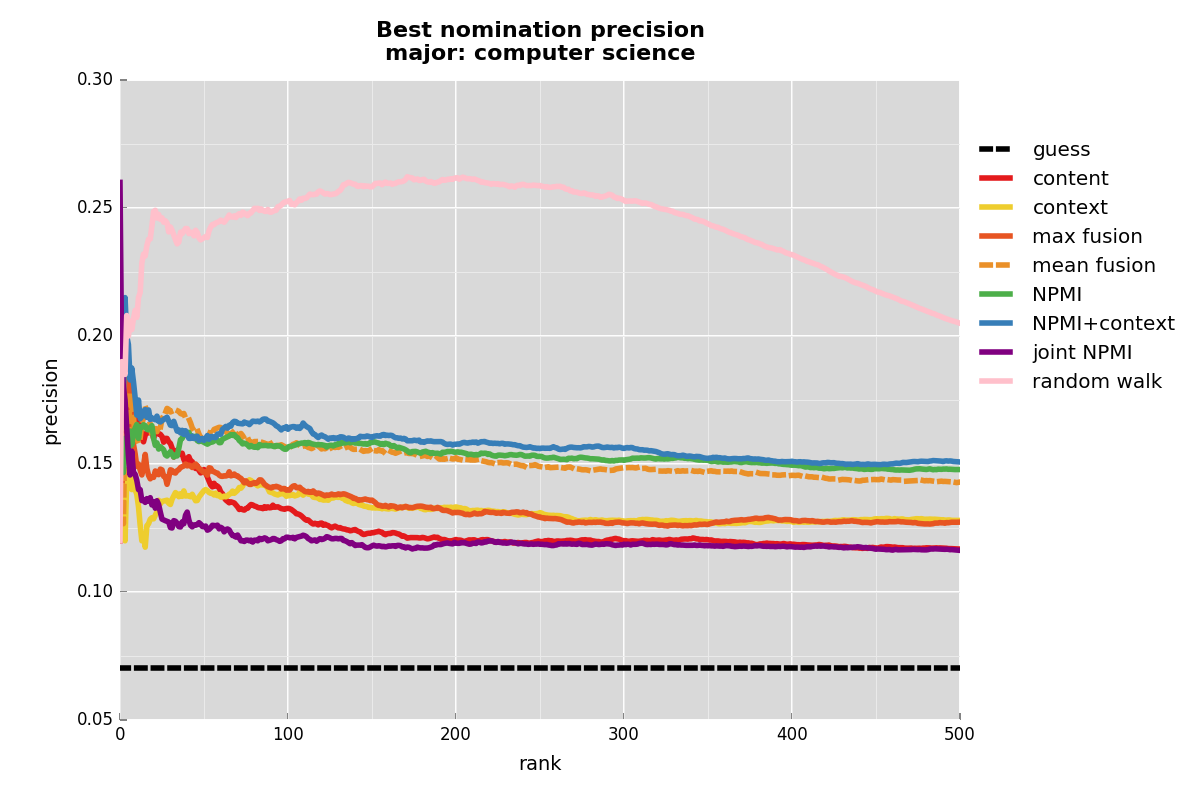 Best nomination precision
major: computer science
0.30
0.25
0.20
0.15
0.10
0.05
precision
0
100
200
300
400
500
rank
guess
content
context
max fusion
mean fusion
NPMI
NPMI+context
joint NPMI
random walk